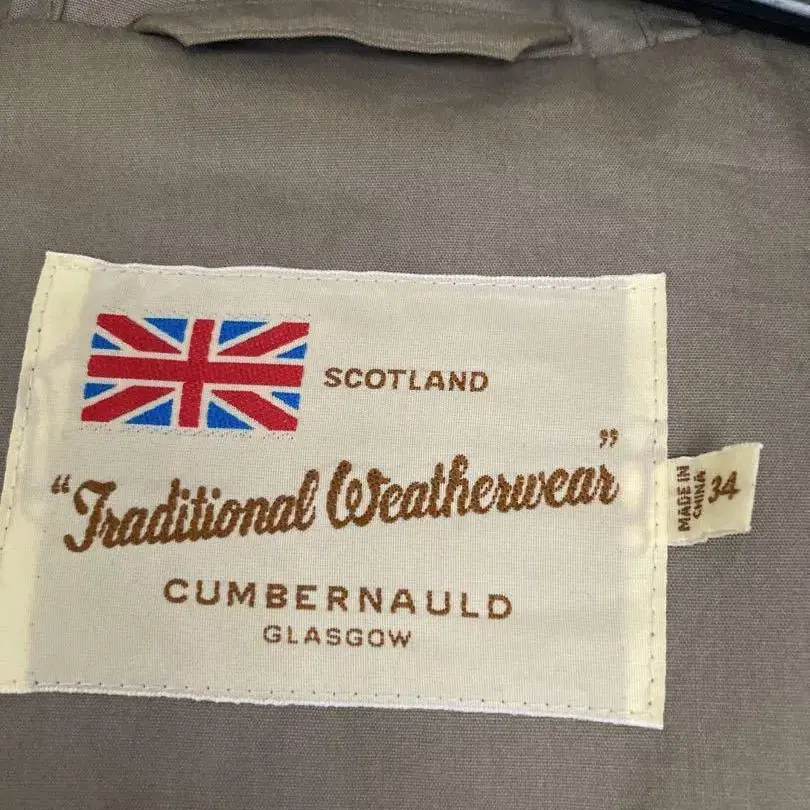 SCOTLAND
"Traditional Weatherwear"
CUMBERNAULD
GLASGOW
MADE IN
CHINA
34